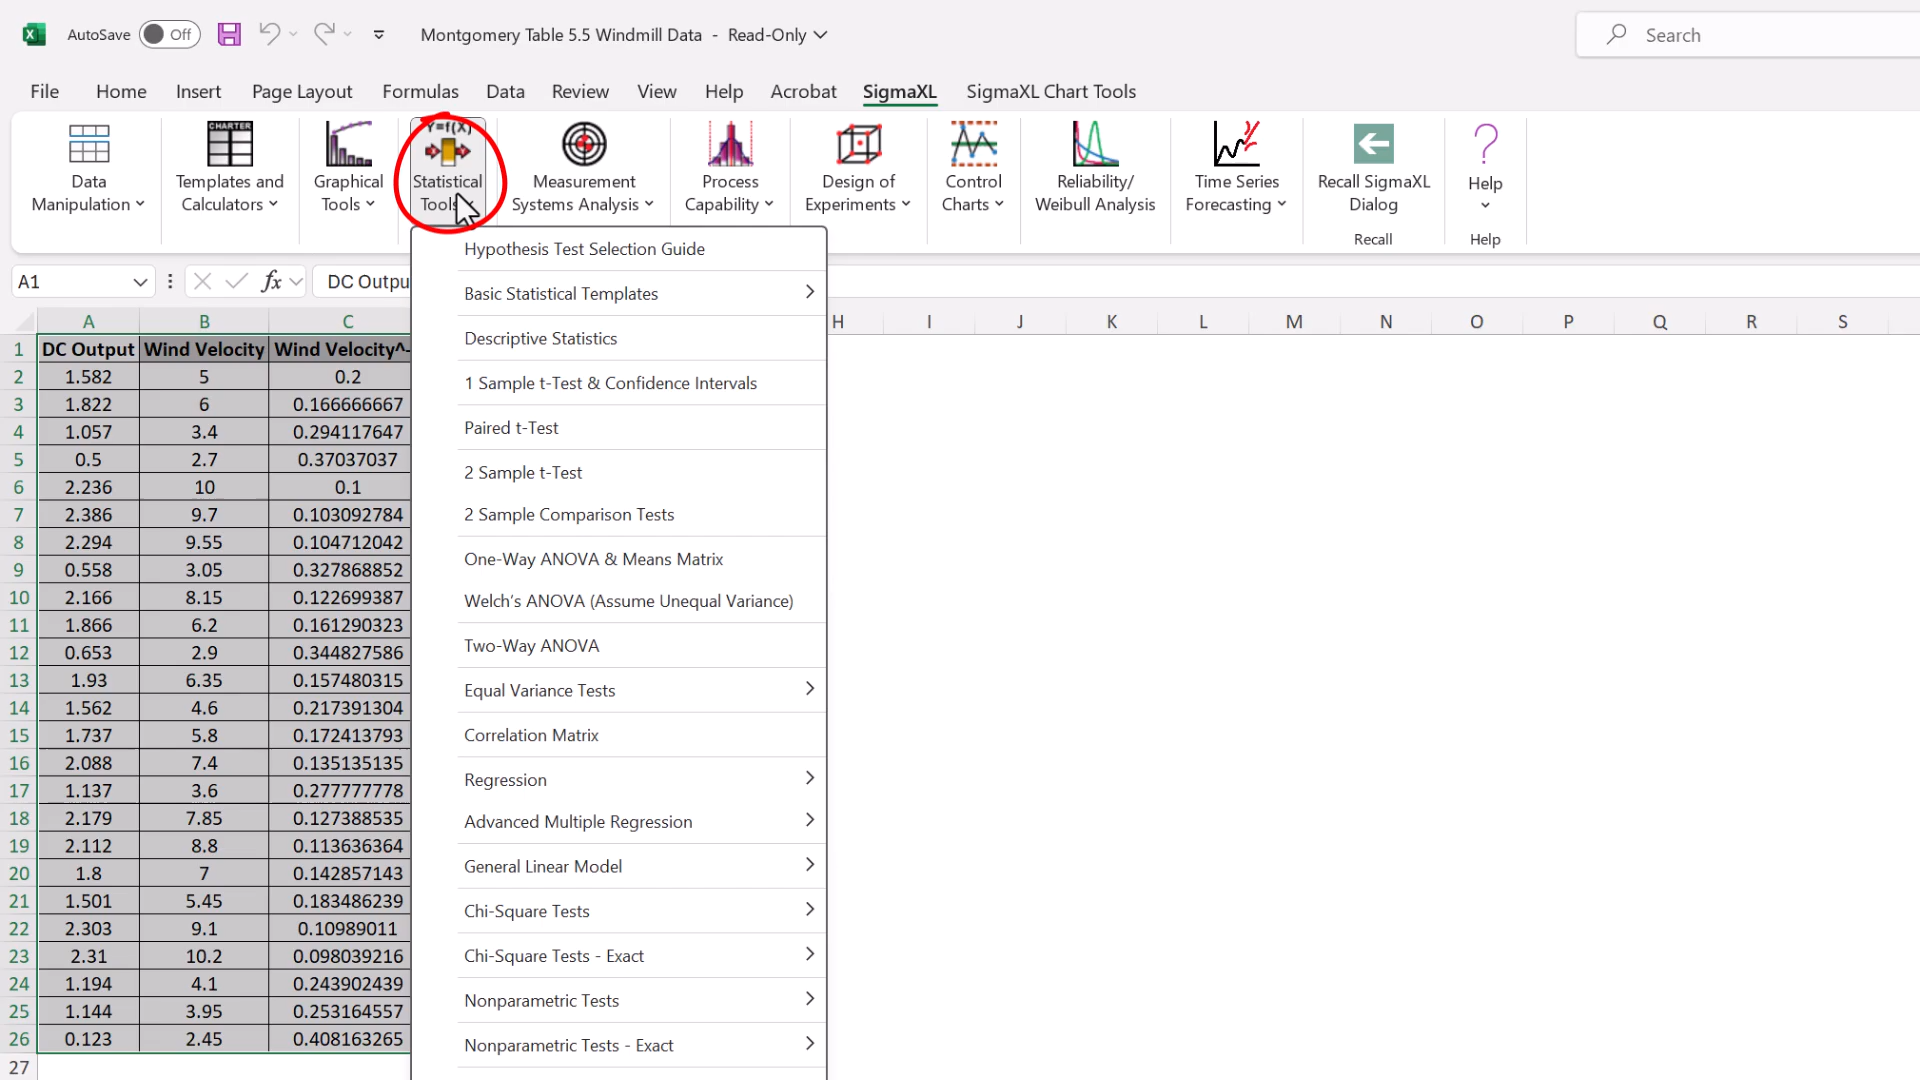 AutoSave Off Montgomery Table 5.5 Windmill Data - Read-Only Search
File Home Insert Page Layout Formulas Data Review View Help Acrobat SigmaXL SigmaXL Chart Tools
CHARTER Y=f(X)
Data Manipulation
Templates and Calculators
Graphical Tools
Statistical Tools
Measurement Systems Analysis
Process Capability
Design of Experiments
Control Charts
Reliability/ Weibull Analysis
Time Series Forecasting
Recall SigmaXL Dialog
Help
Recall Help
A1 fx DC Outpu
Hypothesis Test Selection Guide
Basic Statistical Templates
Descriptive Statistics
1 Sample t-Test & Confidence Intervals
Paired t-Test
2 Sample t-Test
2 Sample Comparison Tests
One-Way ANOVA & Means Matrix
Welch's ANOVA (Assume Unequal Variance)
Two-Way ANOVA
Equal Variance Tests
Correlation Matrix
Regression
Advanced Multiple Regression
General Linear Model
Chi-Square Tests
Chi-Square Tests - Exact
Nonparametric Tests
Nonparametric Tests - Exact
A B C H I J K L M N O P Q R S
1 DC Output Wind Velocity Wind Velocity^-
2 1.582 5 0.2
3 1.822 6 0.166666667
4 1.057 3.4 0.294117647
5 0.5 2.7 0.37037037
6 2.236 10 0.1
7 2.386 9.7 0.103092784
8 2.294 9.55 0.104712042
9 0.558 3.05 0.327868852
10 2.166 8.15 0.122699387
11 1.866 6.2 0.161290323
12 0.653 2.9 0.344827586
13 1.93 6.35 0.157480315
14 1.562 4.6 0.217391304
15 1.737 5.8 0.172413793
16 2.088 7.4 0.135135135
17 1.137 3.6 0.277777778
18 2.179 7.85 0.127388535
19 2.112 8.8 0.113636364
20 1.8 7 0.142857143
21 1.501 5.45 0.183486239
22 2.303 9.1 0.10989011
23 2.31 10.2 0.098039216
24 1.194 4.1 0.243902439
25 1.144 3.95 0.253164557
26 0.123 2.45 0.408163265
27